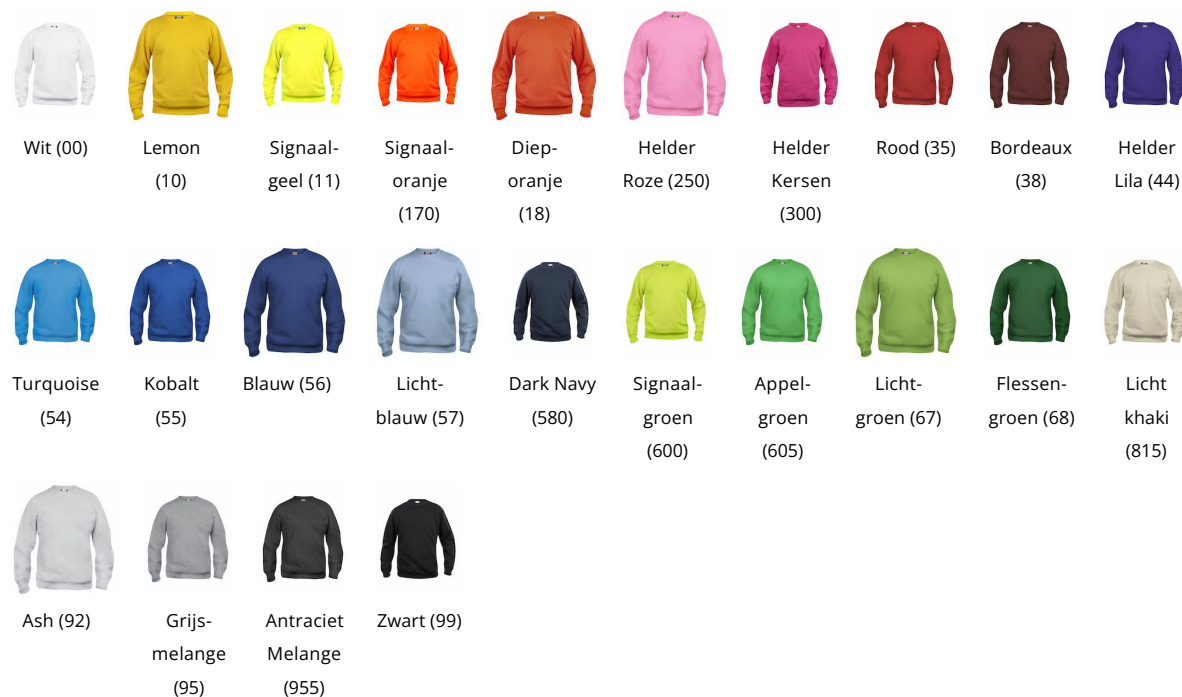 Wit (00)
Lemon
(10)
Signaal-
geel (11)
Signaal-
oranje
(170)
Diep-
oranje
(18)
Helder
Roze (250)
Helder
Kersen
(300)
Rood (35)
Bordeaux
(38)
Helder
Lila (44)
Turquoise
(54)
Kobalt
(55)
Blauw (56)
Licht-
blauw (57)
Dark Navy
(580)
Signaal-
groen
(600)
Appel-
groen
(605)
Licht-
groen (67)
Flessen-
groen (68)
Licht
khaki
(815)
Ash (92)
Grijs-
melange
(95)
Antraciet
Melange
(955)
Zwart (99)